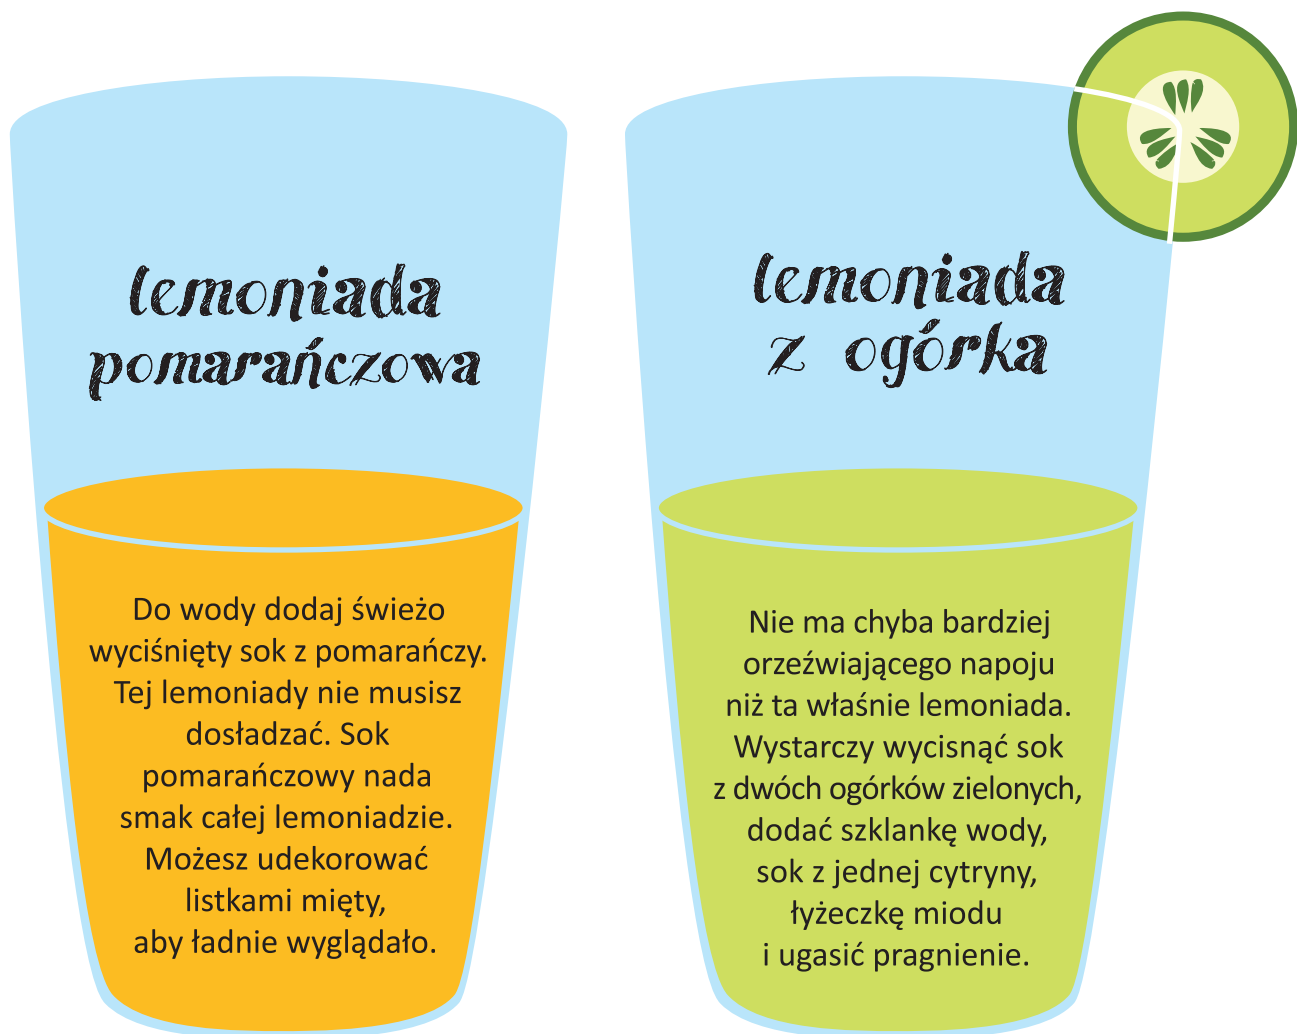 lemoniada
pomarańczowa
Do wody dodaj świeżo
wyciśnięty sok z pomarańczy.
Tej lemoniady nie musisz
dosładzać. Sok
pomarańczowy nada
smak całej lemoniadzie.
Możesz udekorować
listkami mięty,
aby ładnie wyglądało.
lemoniada
z ogórka
Nie ma chyba bardziej
orzeźwiającego napoju
niż ta właśnie lemoniada.
Wystarczy wycisnąć sok
z dwóch ogórków zielonych,
dodać szklankę wody,
sok z jednej cytryny,
łyżeczkę miodu
i ugasić pragnienie.